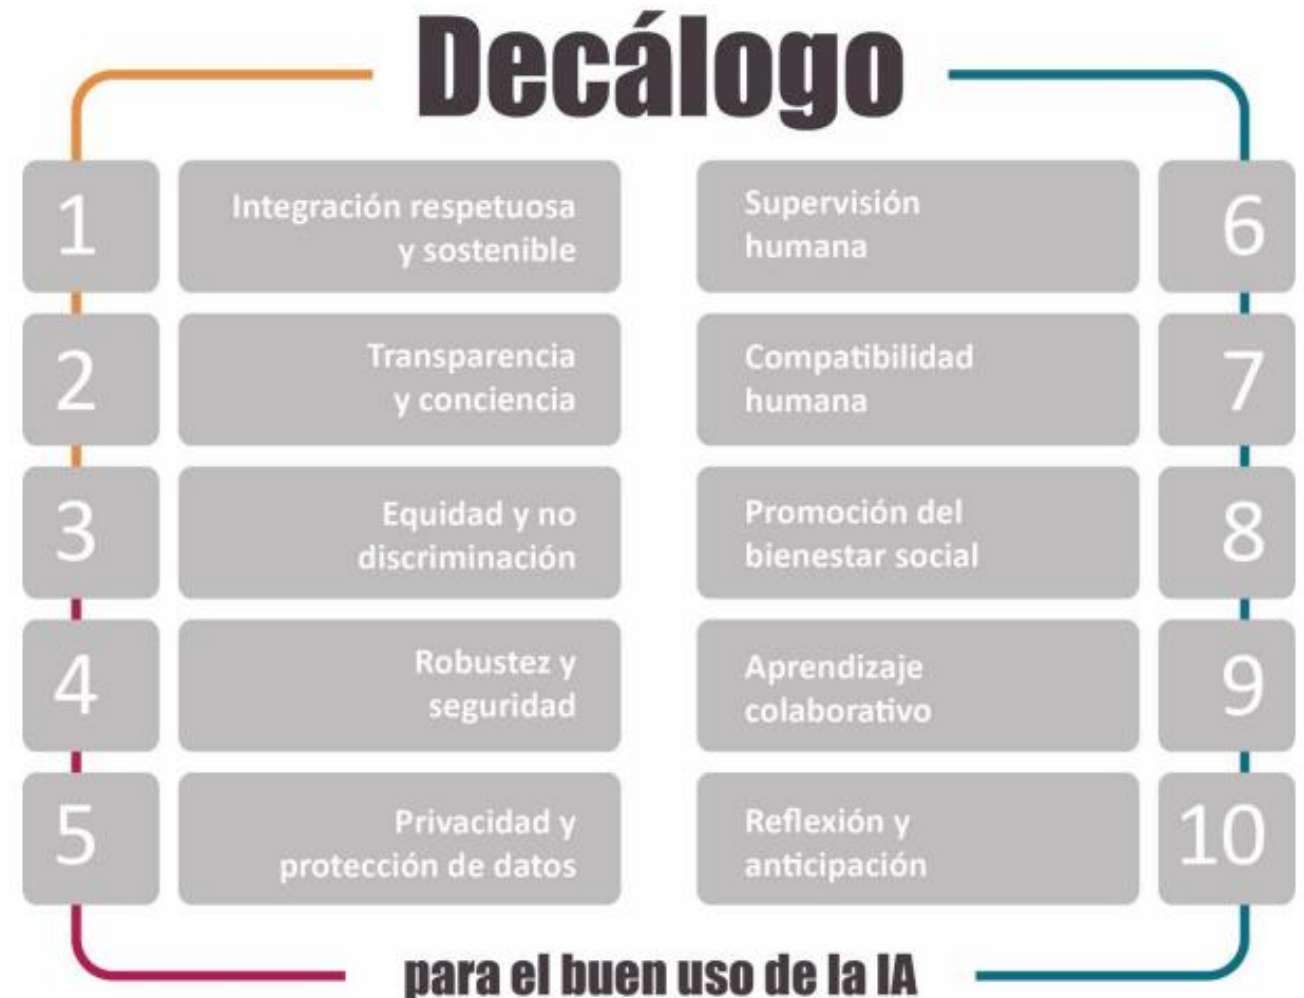 Decálogo
1
Integración respetuosa
y sostenible
2
Transparencia
y conciencia
3
Equidad y no
discriminación
4
Robustez y
seguridad
5
Privacidad y
protección de datos
Supervisión
humana
6
Compatibilidad
humana
7
Promoción del
bienestar social
8
Aprendizaje
colaborativo
9
Reflexión y
anticipación
10
para el buen uso de la IA